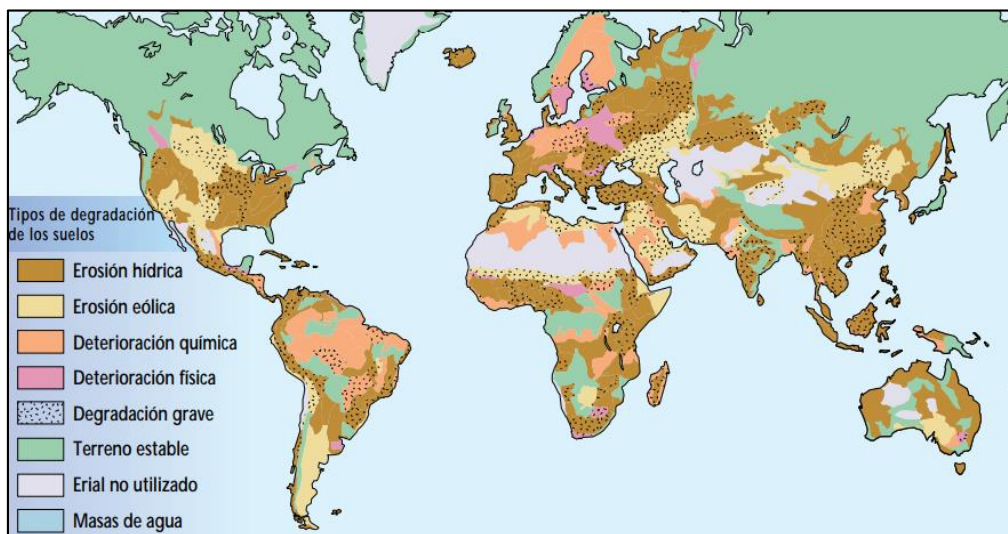 Tipos de degradación
de los suelos
Erosión hídrica
Erosión eólica
Deterioración química
Deterioración física
Degradación grave
Terreno estable
Erial no utilizado
Masas de agua